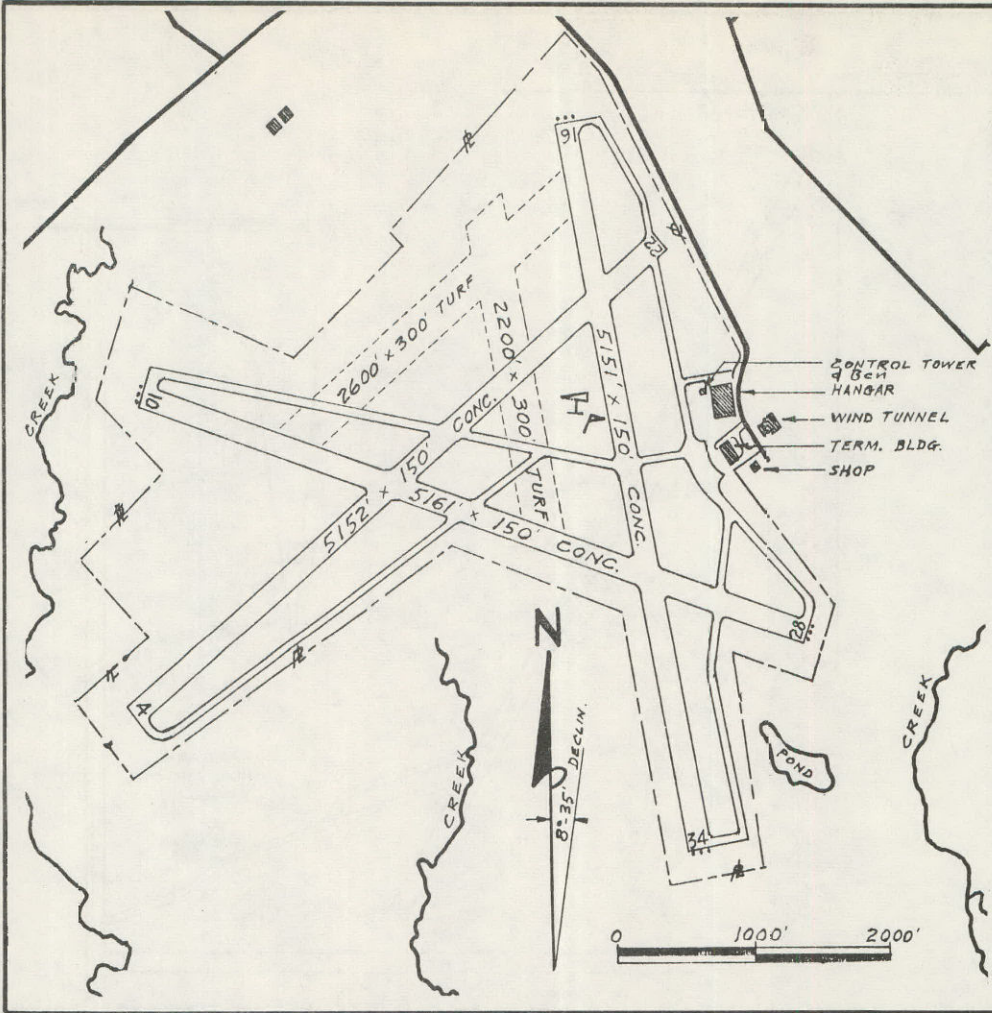 16
22
2600' x 300' TURF
2200' x 300' TURF
5151' x 150' CONC.
CONTROL TOWER
& Bcn
HANGAR
WIND TUNNEL
TERM. BLDG.
SHOP
CREEK
10
5152' x 150' CONC.
5161' x 150' CONC.
28
4
N
8°-35' DECLIN.
CREEK
POND
CREEK
34
0 1000' 2000'